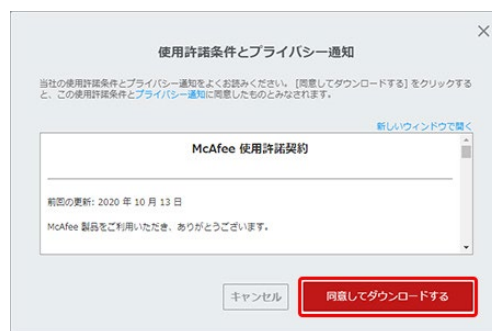 使用許諾条件とプライバシー通知
当社の使用許諾条件とプライバシー通知をよくお読みください。 [同意してダウンロードする] をクリックする
と、この使用許諾条件とプライバシー通知に同意したものとみなされます。
新しいウィンドウで開く
McAfee 使用許諾契約
前回の更新: 2020 年 10 月 13 日
McAfee 製品をご利用いただき、ありがとうございます。
キャンセル
同意してダウンロードする